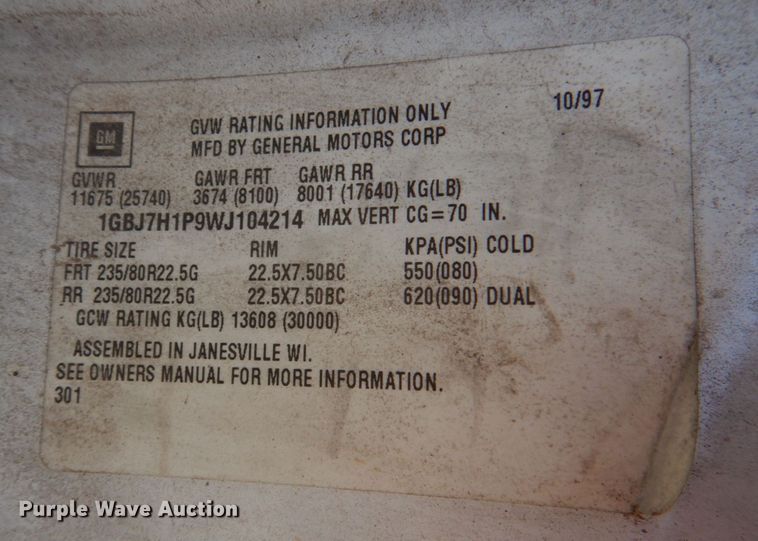 GM
GVW RATING INFORMATION ONLY 10/97
MFD BY GENERAL MOTORS CORP
GVWR GAWR FRT GAWR RR
11675 (25740) 3674 (8100) 8001 (17640) KG(LB)
1GBJ7H1P9WJ104214 MAX VERT CG=70 IN.
TIRE SIZE RIM KPA(PSI) COLD
FRT 235/80R22.5G 22.5X7.50BC 550(080)
RR 235/80R22.5G 22.5X7.50BC 620(090) DUAL
GCW RATING KG(LB) 13608 (30000)
ASSEMBLED IN JANESVILLE WI.
SEE OWNERS MANUAL FOR MORE INFORMATION.
301
Purple Wave Auction